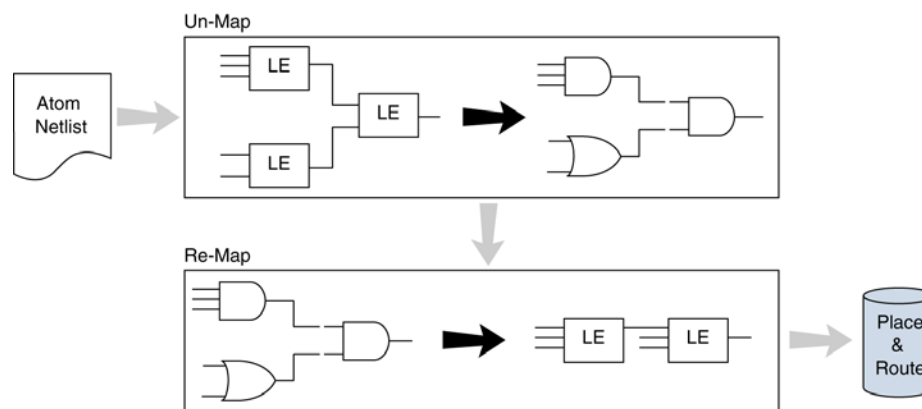 Un-Map
Atom
Netlist
LE
LE
LE
Re-Map
LE
LE
Place
&
Route